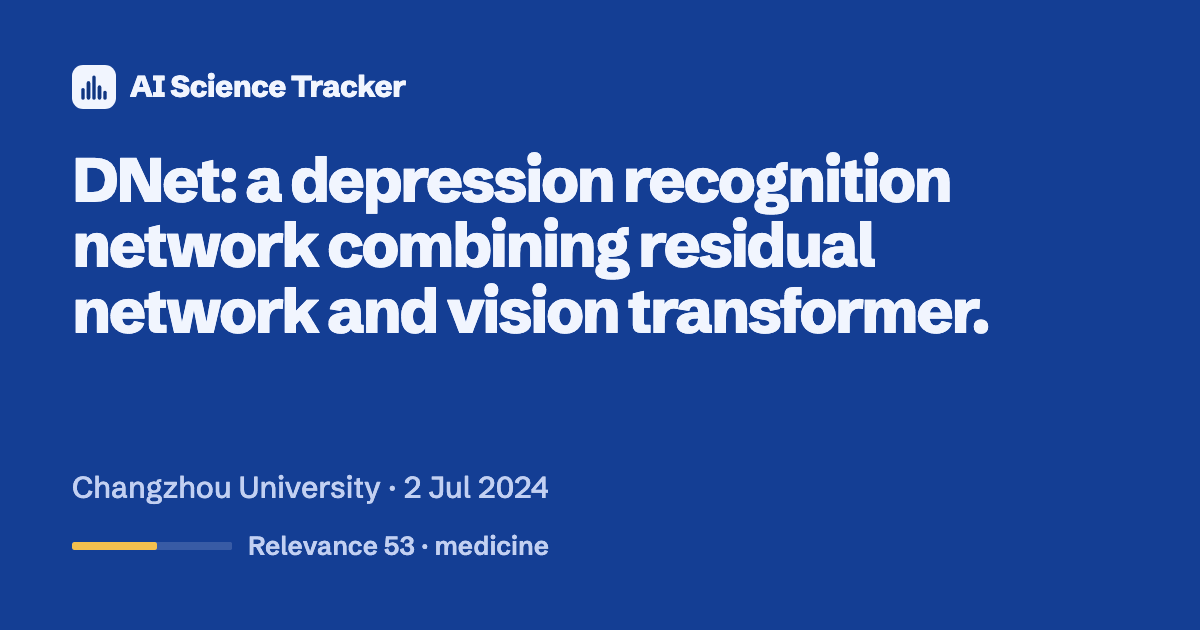 AI Science Tracker
DNet: a depression recognition
network combining residual
network and vision transformer.
Changzhou University · 2 Jul 2024
Relevance 53 · medicine